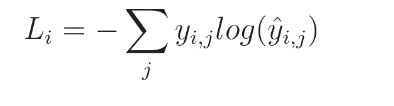 L_i = -\sum_j y_{i,j} log(\hat{y}_{i,j})